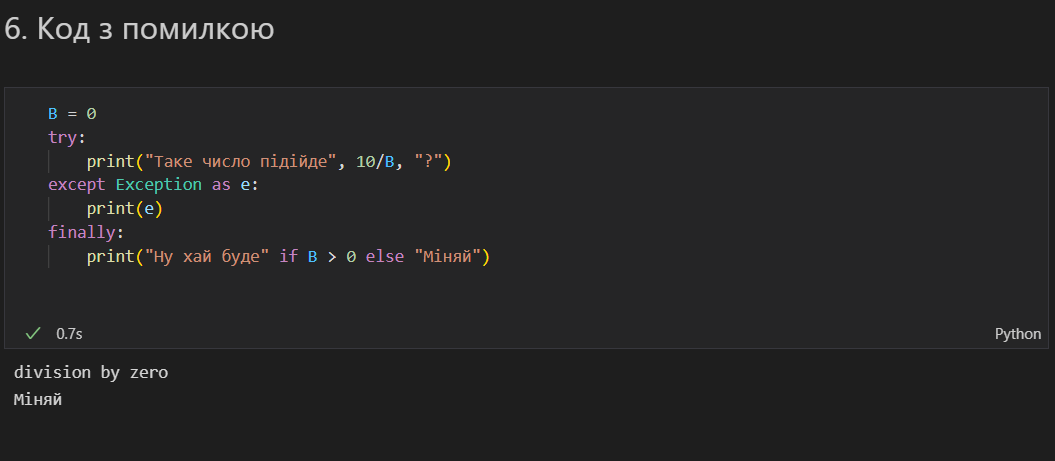 6. Код з помилкою
B = 0
try:
    print("Таке число підійде", 10/B, "?")
except Exception as e:
    print(e)
finally:
    print("Ну хай буде" if B > 0 else "Міняй")
✓ 0.7s Python
division by zero
Міняй